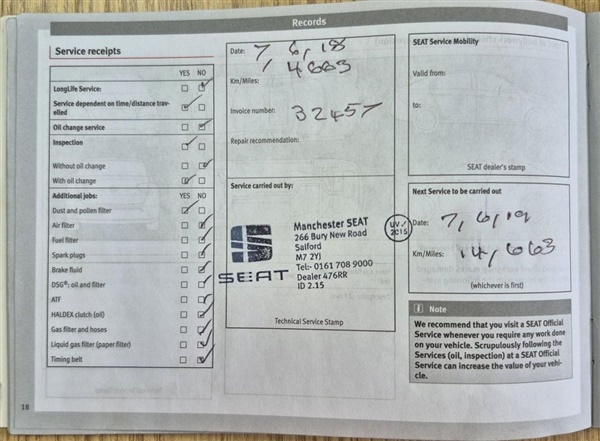 Records
Service receipts
YES NO
LongLife Service:
Service dependent on time/distance trav-
elled
Oil change service
Inspection
Without oil change
With oil change
Additional jobs: YES NO
Dust and pollen filter
Air filter
Fuel filter
Spark plugs
Brake fluid
DSG®: oil and filter
ATF
HALDEX clutch (oil)
Gas filter and hoses
Liquid gas filter (paper filter)
Timing belt
Date: 7, 6, 18
Km/Miles: 4663
Invoice number: 32457
Repair recommendation:
Service carried out by:
SEAT
Manchester SEAT
266 Bury New Road
Salford
M7 2YJ
Tel:- 0161 708 9000
Dealer 476RR
ID 2.15
Technical Service Stamp
SEAT Service Mobility
Valid from:
to:
SEAT dealer's stamp
UV/
2015
Next Service to be carried out
Date: 7, 6, 19
Km/Miles: 14,663
(whichever is first)
i Note
We recommend that you visit a SEAT Official
Service whenever you require any work done
on your vehicle. Scrupulously following the
Services (oil, inspection) at a SEAT Official
Service can increase the value of your vehi-
cle.
18